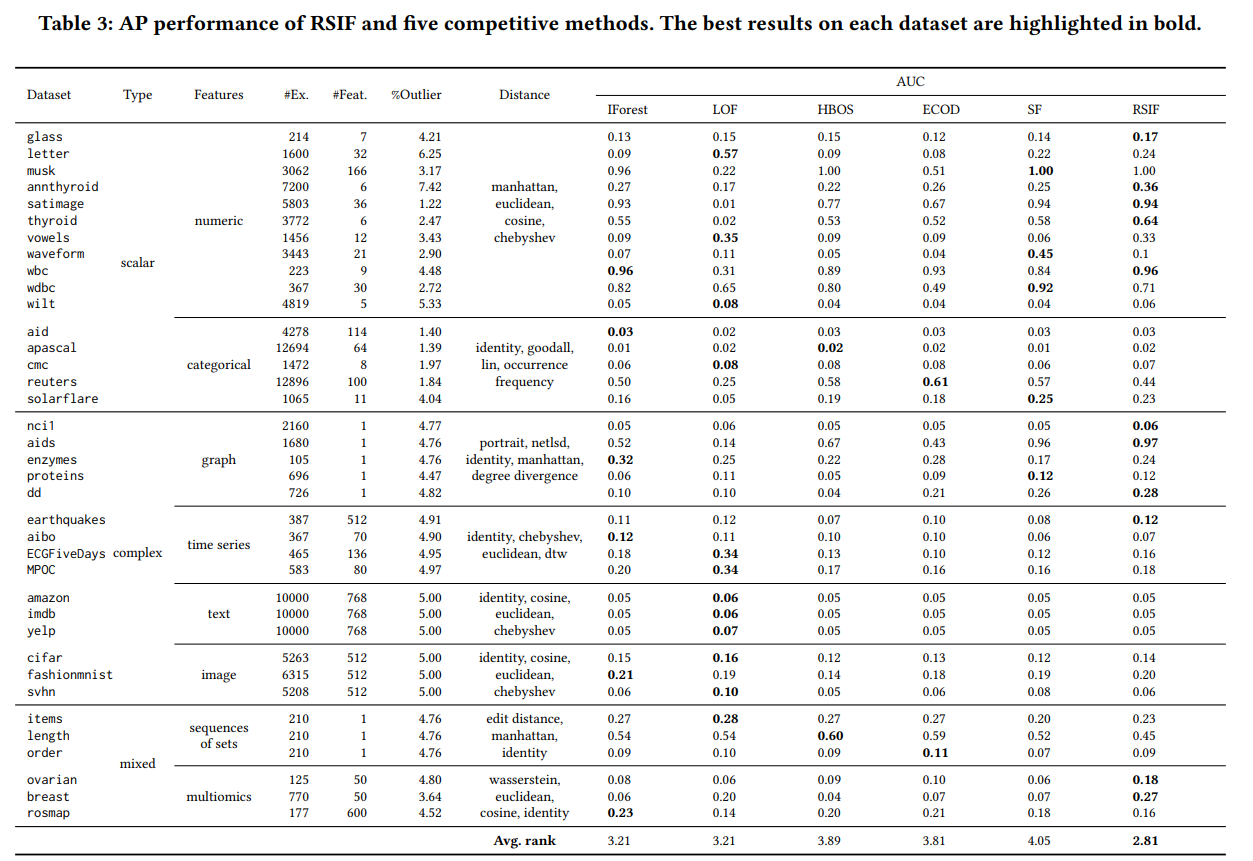 Table 3: AP performance of RSIF and five competitive methods. The best results on each dataset are highlighted in bold.
AUC
Dataset Type Features #Ex. #Feat. %Outlier Distance
IForest LOF HBOS ECOD SF RSIF
glass 214 7 4.21 0.13 0.15 0.15 0.12 0.14 0.17
letter 1600 32 6.25 0.09 0.57 0.09 0.08 0.22 0.24
musk 3062 166 3.17 0.96 0.22 1.00 0.51 1.00 1.00
annthyroid 7200 6 7.42 manhattan, 0.27 0.17 0.22 0.26 0.25 0.36
satimage 5803 36 1.22 euclidean, 0.93 0.01 0.77 0.67 0.94 0.94
thyroid numeric 3772 6 2.47 cosine, 0.55 0.02 0.53 0.52 0.58 0.64
vowels 1456 12 3.43 chebyshev 0.09 0.35 0.09 0.09 0.06 0.33
waveform 3443 21 2.90 0.07 0.11 0.05 0.04 0.45 0.1
scalar
wbc 223 9 4.48 0.96 0.31 0.89 0.93 0.84 0.96
wdbc 367 30 2.72 0.82 0.65 0.80 0.49 0.92 0.71
wilt 4819 5 5.33 0.05 0.08 0.04 0.04 0.04 0.06
aid 4278 114 1.40 0.03 0.02 0.03 0.03 0.03 0.03
apascal 12694 64 1.39 identity, goodall, 0.01 0.02 0.02 0.02 0.01 0.02
cmc categorical 1472 8 1.97 lin, occurrence 0.06 0.08 0.08 0.08 0.06 0.07
reuters 12896 100 1.84 frequency 0.50 0.25 0.58 0.61 0.57 0.44
solarflare 1065 11 4.04 0.16 0.05 0.19 0.18 0.25 0.23
nci1 2160 1 4.77 0.05 0.06 0.05 0.05 0.05 0.06
aids 1680 1 4.76 portrait, netlsd, 0.52 0.14 0.67 0.43 0.96 0.97
enzymes graph 105 1 4.76 identity, manhattan, 0.32 0.25 0.22 0.28 0.17 0.24
proteins 696 1 4.47 degree divergence 0.06 0.11 0.05 0.09 0.12 0.12
dd 726 1 4.82 0.10 0.10 0.04 0.21 0.26 0.28
earthquakes 387 512 4.91 0.11 0.12 0.07 0.10 0.08 0.12
aibo 367 70 4.90 identity, chebyshev, 0.12 0.11 0.10 0.10 0.06 0.07
time series
ECGFiveDays complex 465 136 4.95 euclidean, dtw 0.18 0.34 0.13 0.10 0.12 0.16
MPOC 583 80 4.97 0.20 0.34 0.17 0.16 0.16 0.18
amazon 10000 768 5.00 identity, cosine, 0.05 0.06 0.05 0.05 0.05 0.05
imdb text 10000 768 5.00 euclidean, 0.05 0.06 0.05 0.05 0.05 0.05
yelp 10000 768 5.00 chebyshev 0.05 0.07 0.05 0.05 0.05 0.05
cifar 5263 512 5.00 identity, cosine, 0.15 0.16 0.12 0.13 0.12 0.14
fashionmnist image 6315 512 5.00 euclidean, 0.21 0.19 0.14 0.18 0.19 0.20
svhn 5208 512 5.00 chebyshev 0.06 0.10 0.05 0.06 0.08 0.06
items 210 1 4.76 edit distance, 0.27 0.28 0.27 0.27 0.20 0.23
sequences
length 210 1 4.76 manhattan, 0.54 0.54 0.60 0.59 0.52 0.45
of sets
order 210 1 4.76 identity 0.09 0.10 0.09 0.11 0.07 0.09
mixed
ovarian 125 50 4.80 wasserstein, 0.08 0.06 0.09 0.10 0.06 0.18
breast multiomics 770 50 3.64 euclidean, 0.06 0.20 0.04 0.07 0.07 0.27
rosmap 177 600 4.52 cosine, identity 0.23 0.14 0.20 0.21 0.18 0.16
Avg. rank 3.21 3.21 3.89 3.81 4.05 2.81